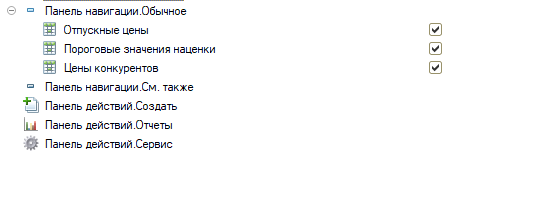 Панель навигации.Обычное
Отпускные цены
Пороговые значения наценки
Цены конкурентов
Панель навигации.См. также
Панель действий.Создать
Панель действий.Отчеты
Панель действий.Сервис